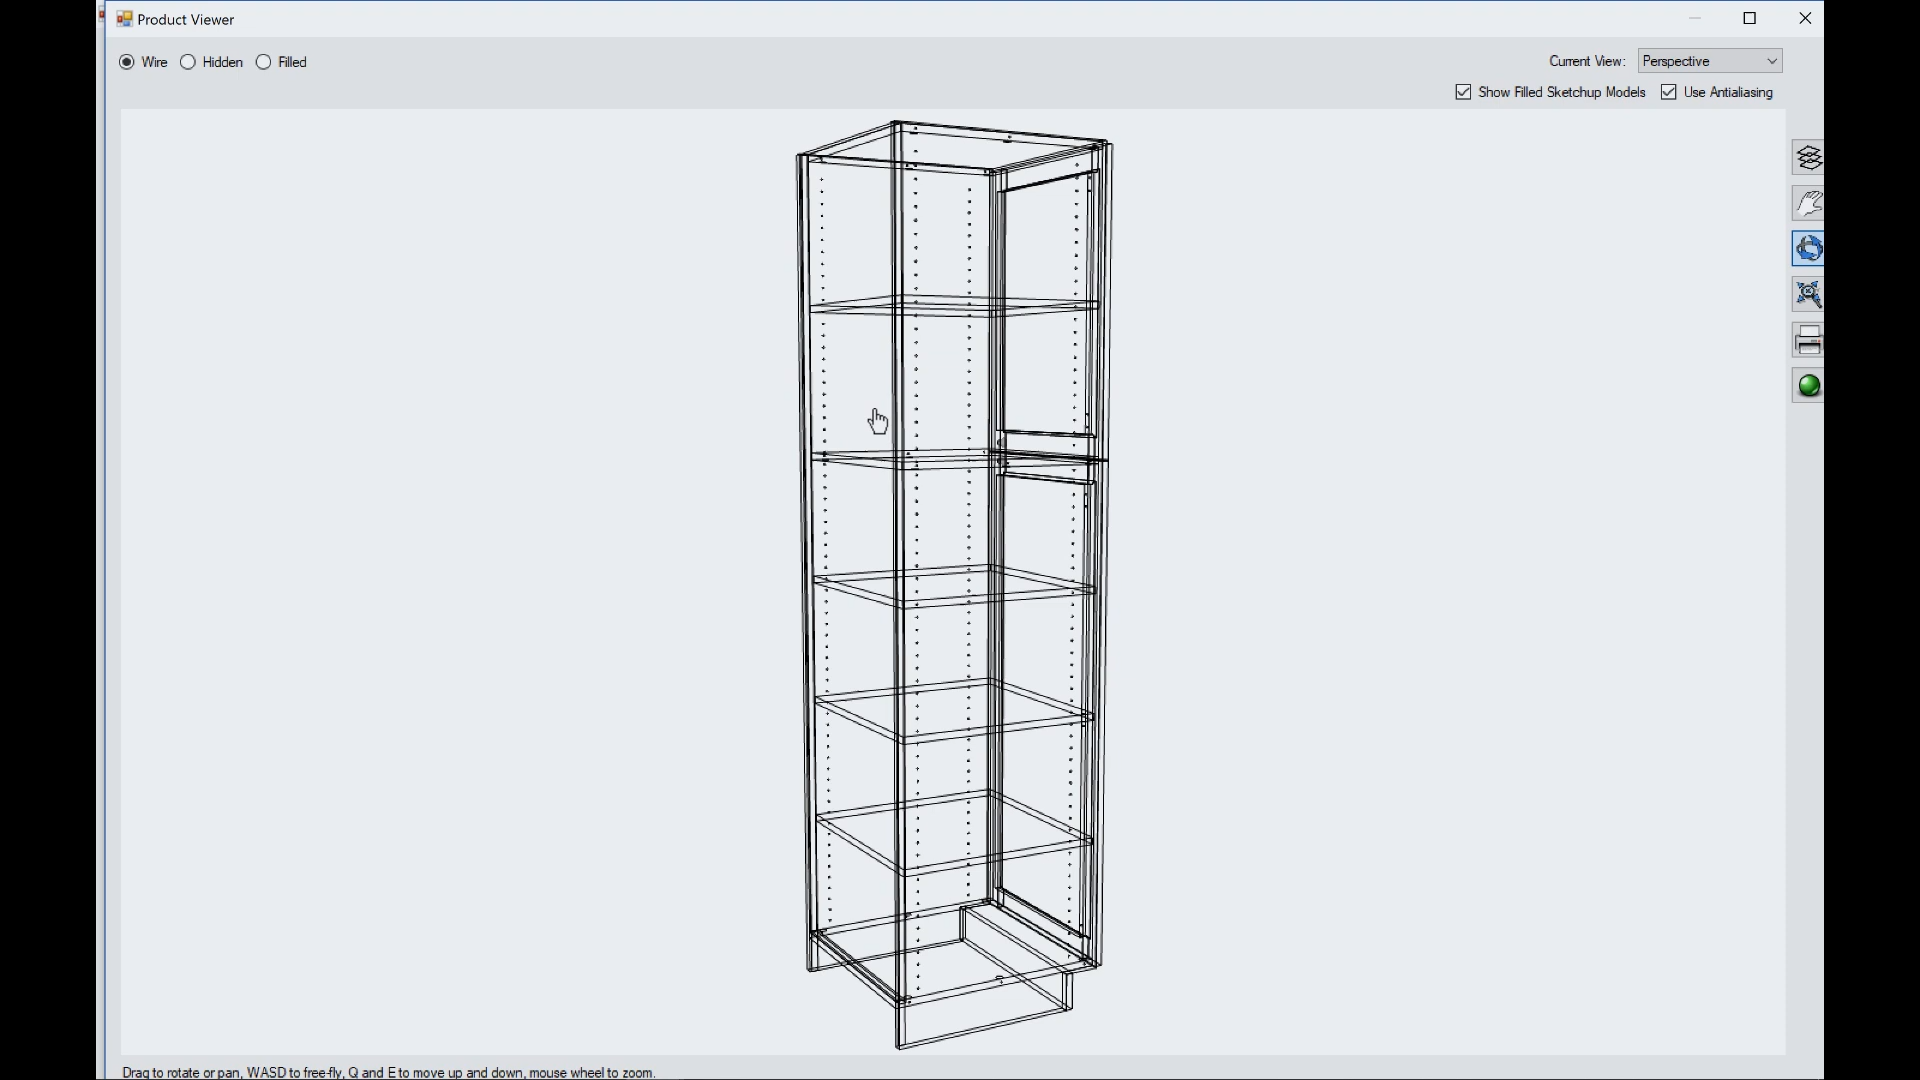 Product Viewer
Wire Hidden Filled
Current View: Perspective
Show Filled Sketchup Models Use Antialiasing
Drag to rotate or pan, WASD to free-fly, Q and E to move up and down, mouse wheel to zoom.